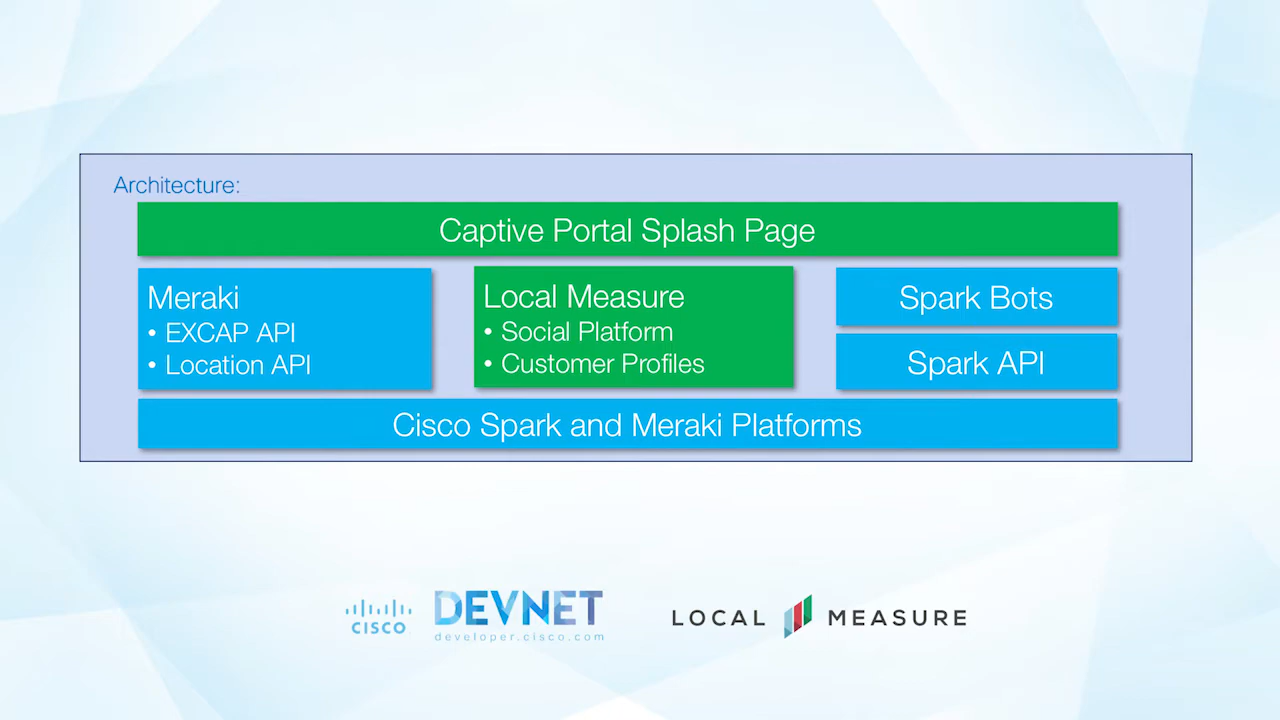 Architecture:
Captive Portal Splash Page
Meraki
• EXCAP API
• Location API
Local Measure
• Social Platform
• Customer Profiles
Spark Bots
Spark API
Cisco Spark and Meraki Platforms
CISCO
DEVNET
developer.cisco.com
LOCAL MEASURE